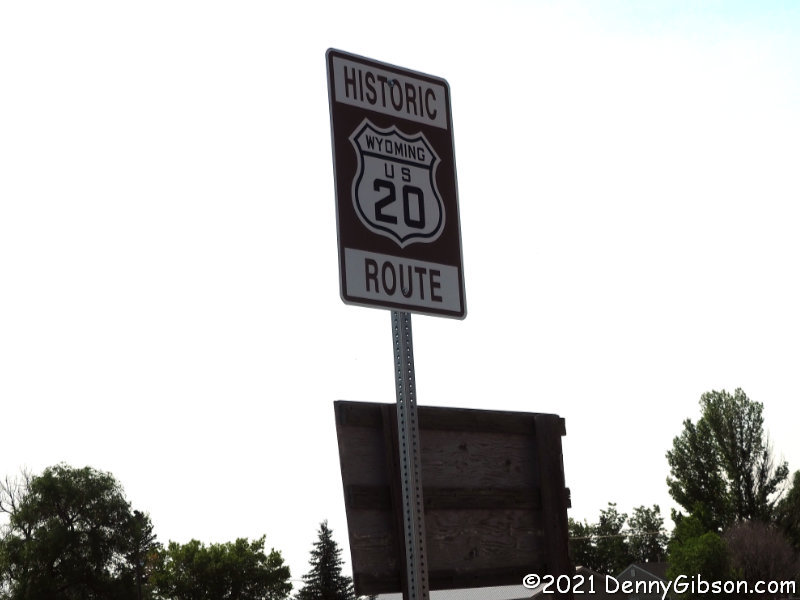 HISTORIC
WYOMING
US
20
ROUTE
©2021 DennyGibson.com